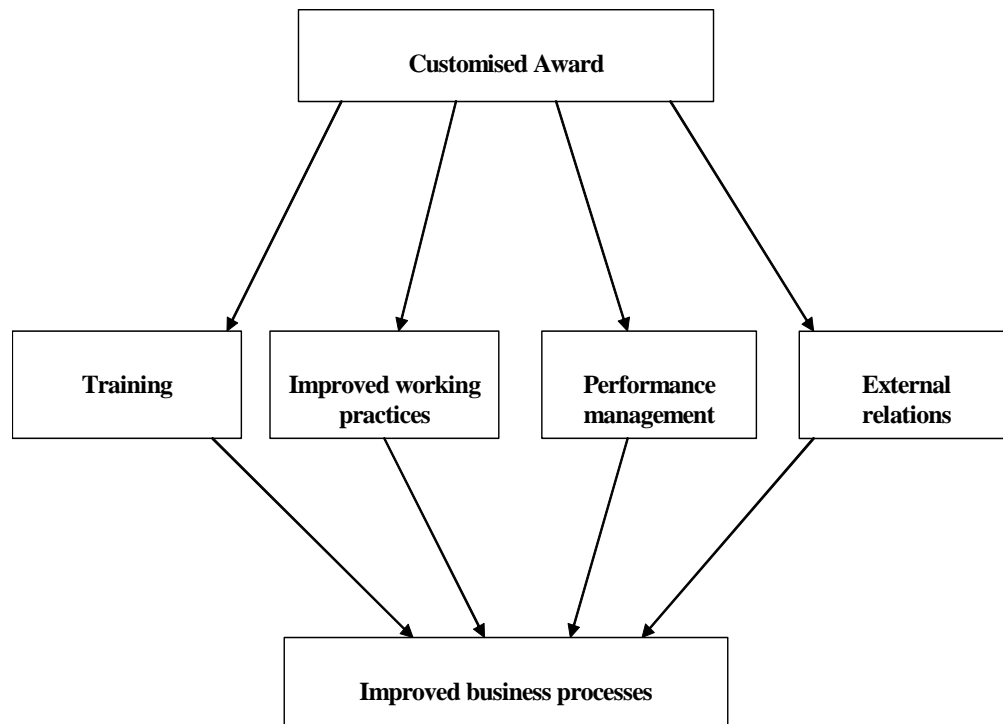 Customised Award
Training
Improved working
practices
Performance
management
External
relations
Improved business processes